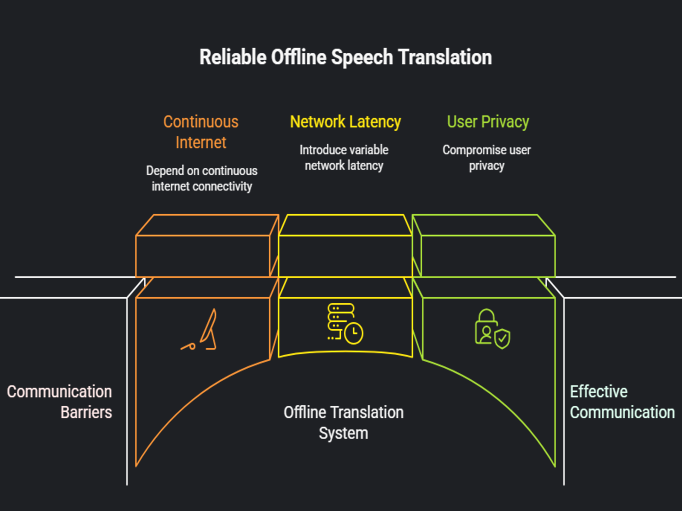 Reliable Offline Speech Translation
Continuous
Internet
Depend on continuous
internet connectivity
Network Latency
Introduce variable
network latency
User Privacy
Compromise user
privacy
Communication
Barriers
Offline Translation
System
Effective
Communication